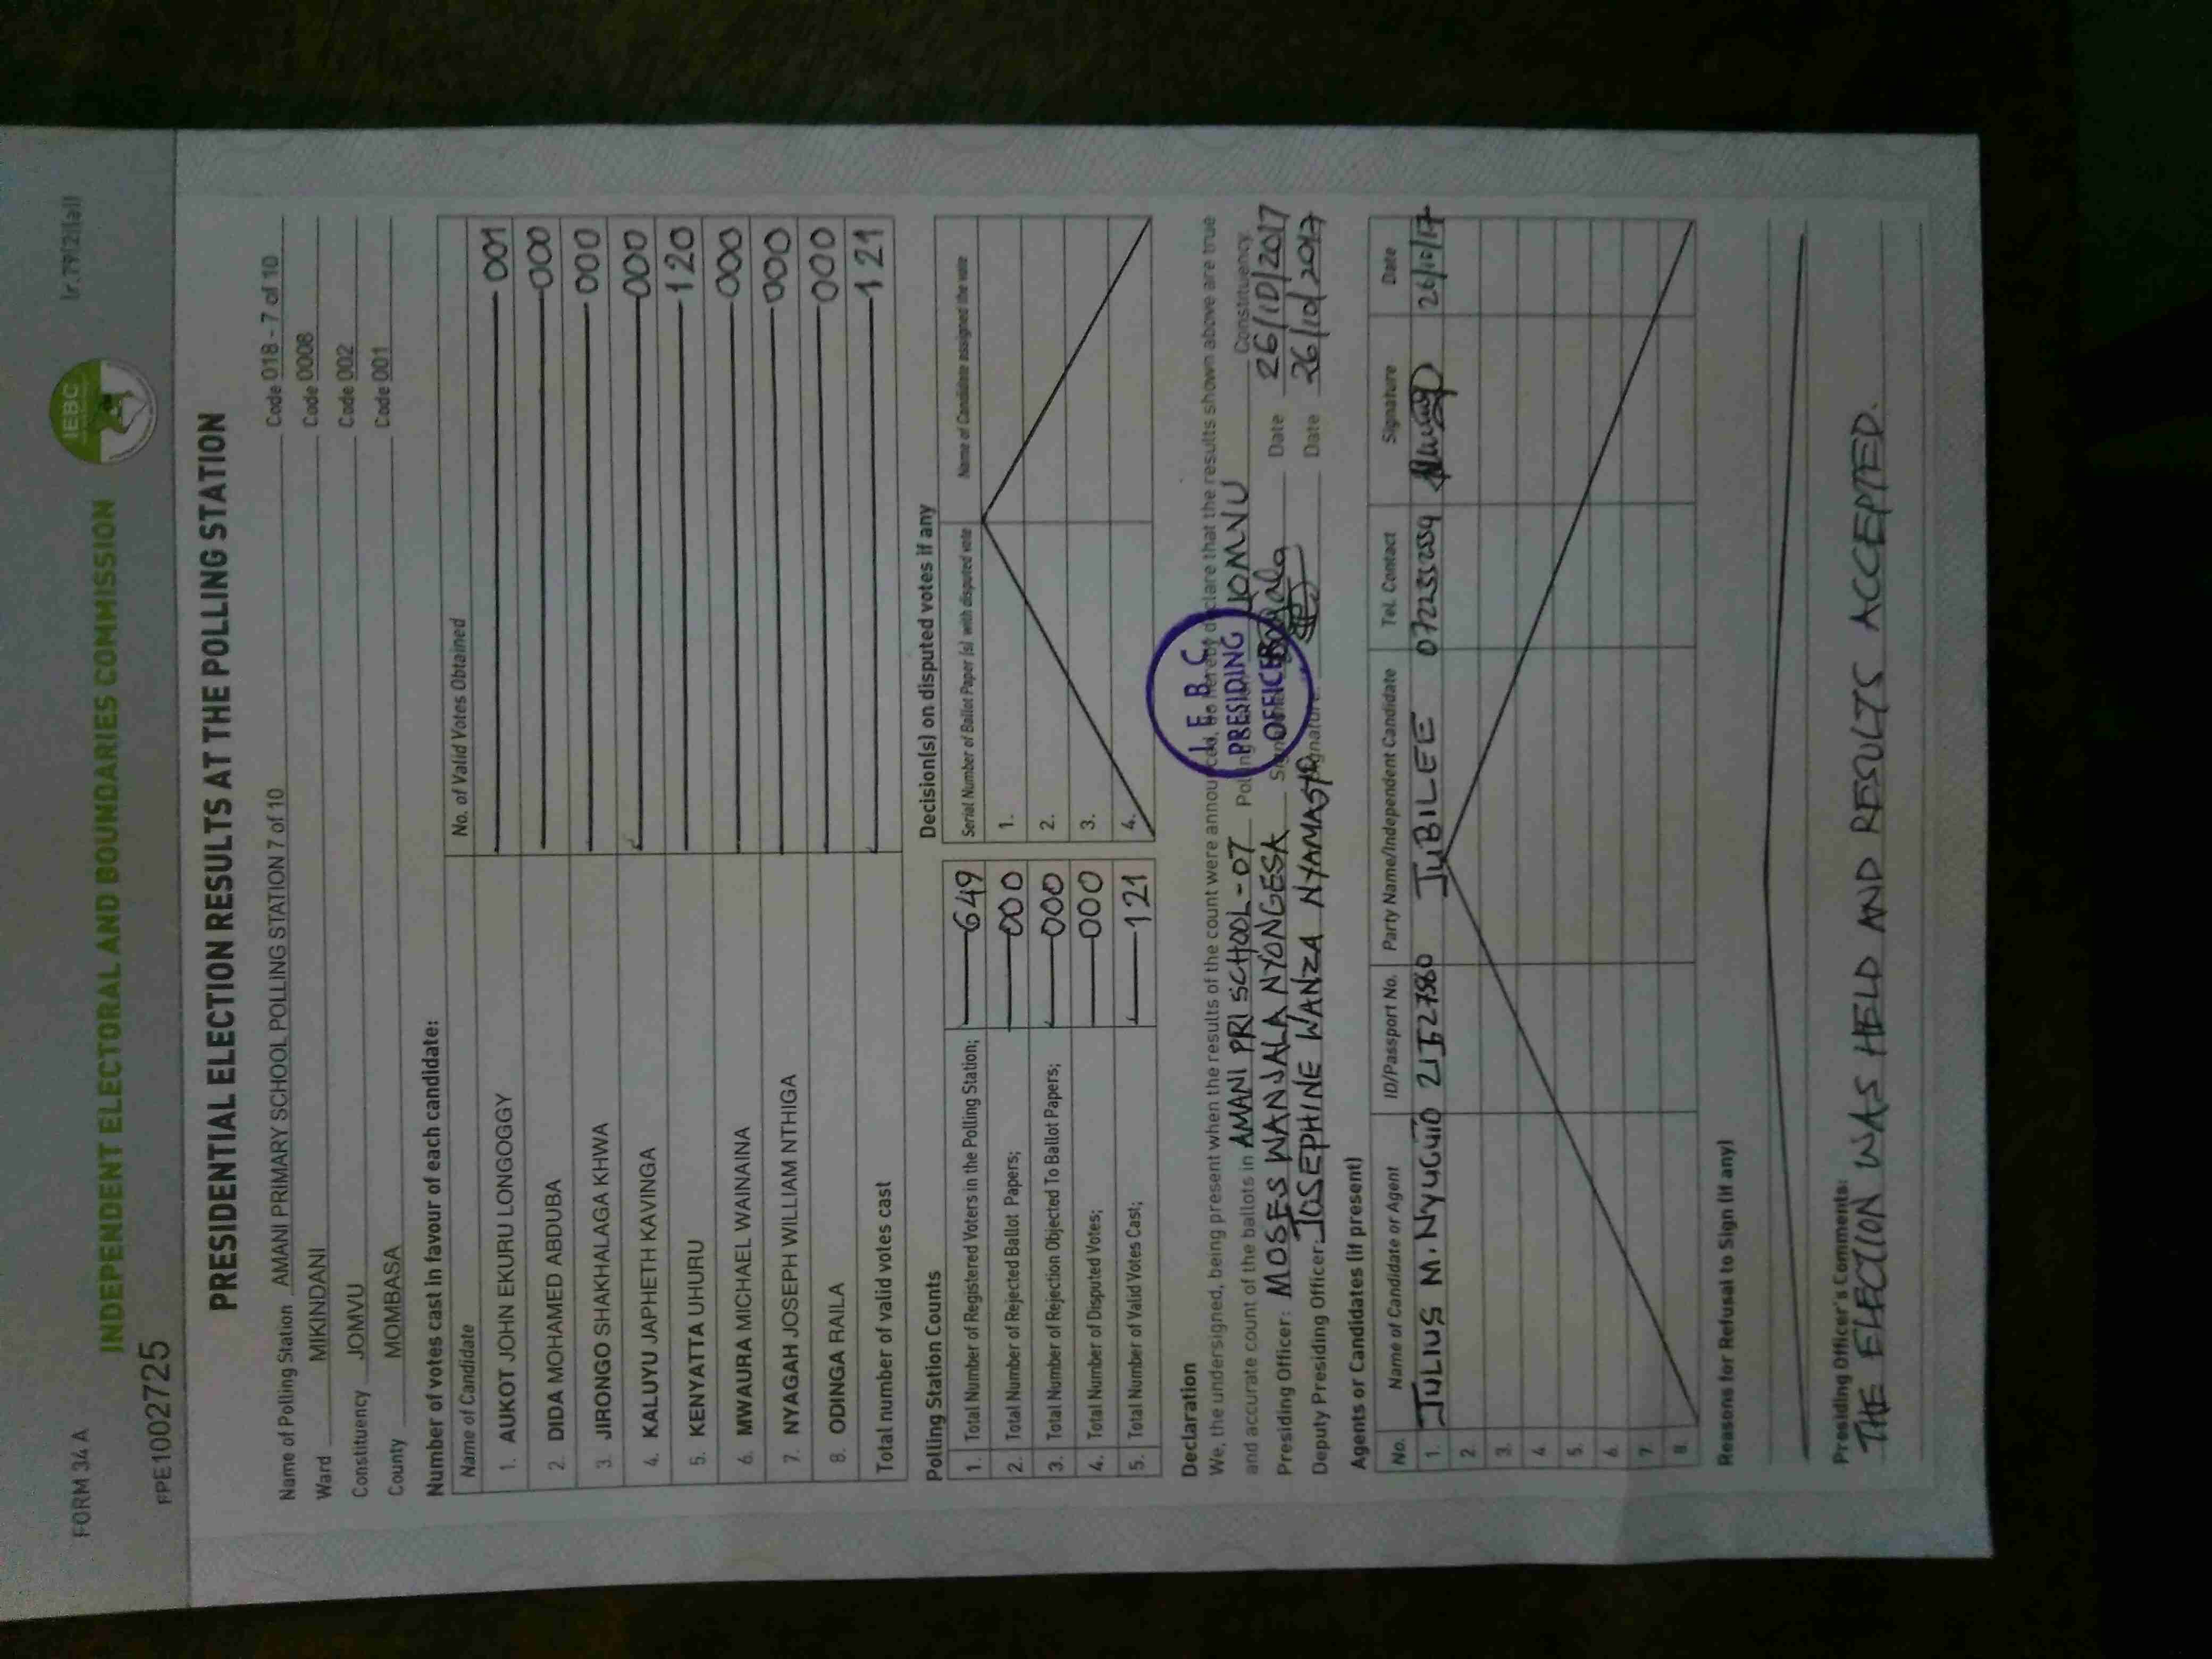 FORM 34 A
(r.79(2)(a))
IEBC
INDEPENDENT ELECTORAL AND BOUNDARIES COMMISSION
PPE1002725
PRESIDENTIAL ELECTION RESULTS AT THE POLLING STATION
Name of Polling Station AMANI PRIMARY SCHOOL POLLING STATION 7 of 10 Code 018 - 7 of 10
Ward MIKINDANI Code 0008
Constituency JOMVU Code 002
County MOMBASA Code 001
Number of votes cast in favour of each candidate:
Name of Candidate No. of Valid Votes Obtained
1. AUKOT JOHN EKURU LONGOGGY 001
2. DIDA MOHAMED ABDUBA 000
3. JIRONGO SHAKHALAGA KHWA 000
4. KALUYU JAPHETH KAVINGA 000
5. KENYATTA UHURU 120
6. MWAURA MICHAEL WAINAINA 000
7. NYAGAH JOSEPH WILLIAM NTHIGA 000
8. ODINGA RAILA 000
Total number of valid votes cast 121
Polling Station Counts
1. Total Number of Registered Voters in the Polling Station; 649
2. Total Number of Rejected Ballot Papers; 000
3. Total Number of Rejection Objected To Ballot Papers; 000
4. Total Number of Disputed Votes; 000
5. Total Number of Valid Votes Cast; 121
Decision(s) on disputed votes if any
Serial Number of Ballot Paper (s) with disputed vote Name of Candidate assigned the vote
1.
2.
3.
4.
Declaration
We, the undersigned, being present when the results of the count were announced, do hereby declare that the results shown above are true
and accurate count of the ballots in AMANI PRI SCHOOL - 07 JOMVU Constituency.
Presiding Officer: MOSES WANJALA NYONGESA Date 26/10/2017
Deputy Presiding Officer: JOSEPHINE WANZA NYAMASYO Signature Date 26/10/2017
I.E.B.C
PRESIDING
OFFICER
Agents or Candidates (if present)
No. Name of Candidate or Agent ID/Passport No. Party Name/Independent Candidate Tel. Contact Signature Date
1. JULIUS M. JUBILEE 26/10/17
2.
3.
4.
5.
6.
7.
8.
Reasons for Refusal to Sign (if any)
Presiding Officer's Comments:
THE ELECTION WAS HELD AND RESULTS ACCEPTED.